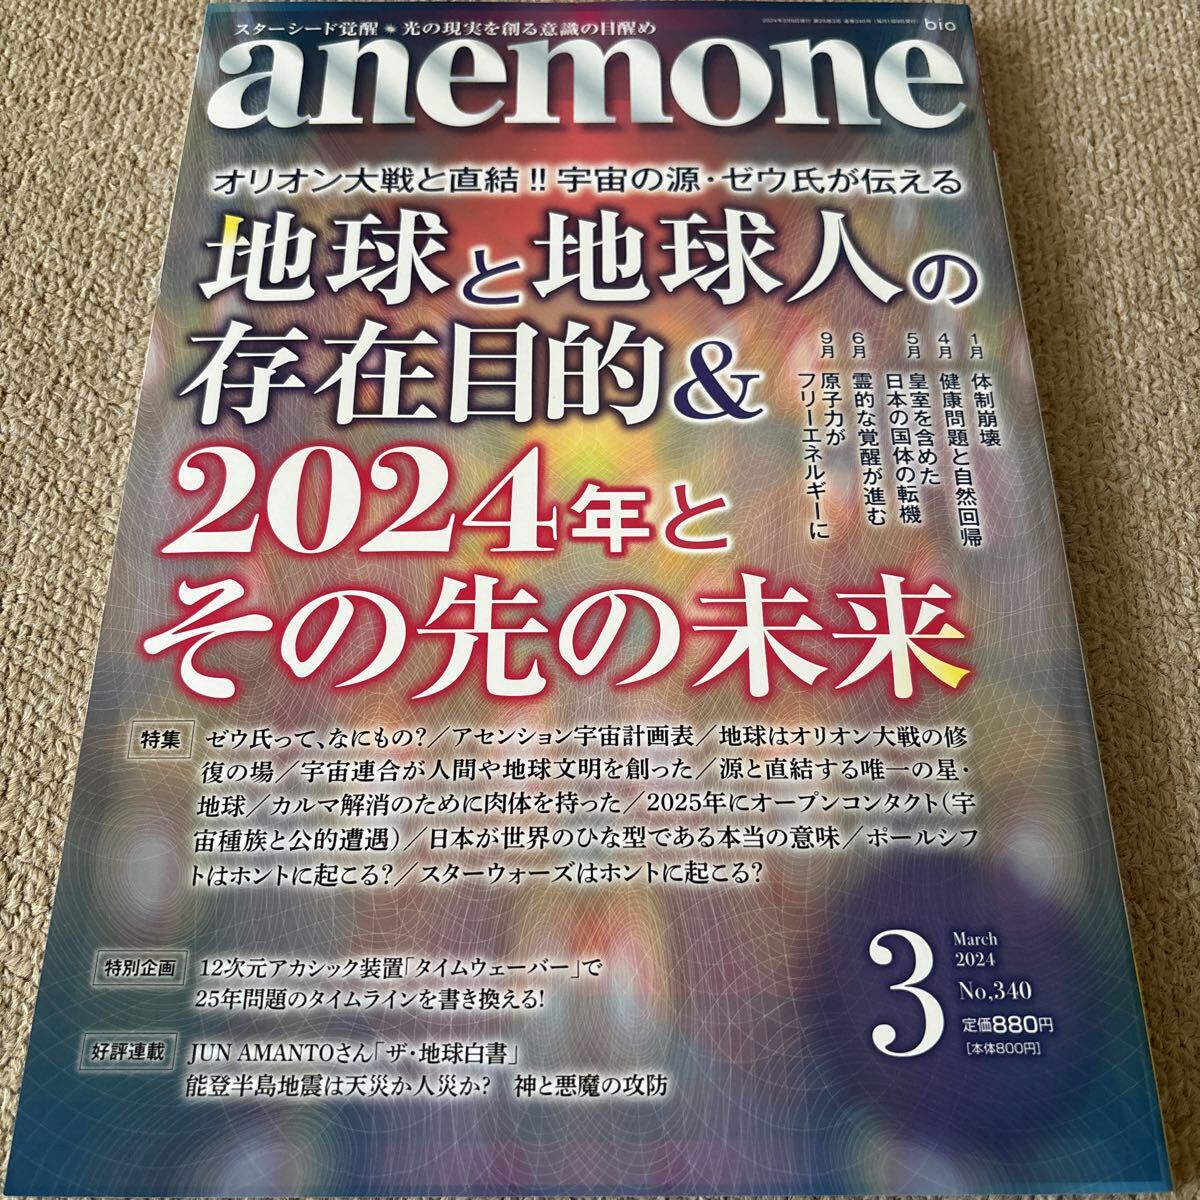 スターシード覚醒＊光の現実を創る意識の目醒め
bio
anemone
オリオン大戦と直結!! 宇宙の源・ゼウ氏が伝える
地球と地球人の
存在目的&
2024年と
その先の未来
1月 体制崩壊
4月 健康問題と自然回帰
5月 皇室を含めた
日本の国体の転機
6月 霊的な覚醒が進む
9月 原子力が
フリーエネルギーに
特集 ゼウ氏って、なにもの?／アセンション宇宙計画表／地球はオリオン大戦の修
復の場／宇宙連合が人間や地球文明を創った／源と直結する唯一の星・
地球／カルマ解消のために肉体を持った／2025年にオープンコンタクト(宇
宙種族と公的遭遇)／日本が世界のひな型である本当の意味／ポールシフ
トはホントに起こる?／スターウォーズはホントに起こる?
特別企画 12次元アカシック装置「タイムウェーバー」で
25年問題のタイムラインを書き換える!
好評連載 JUN AMANTOさん「ザ・地球白書」
能登半島地震は天災か人災か? 神と悪魔の攻防
3
March
2024
No,340
定価880円
[本体800円]